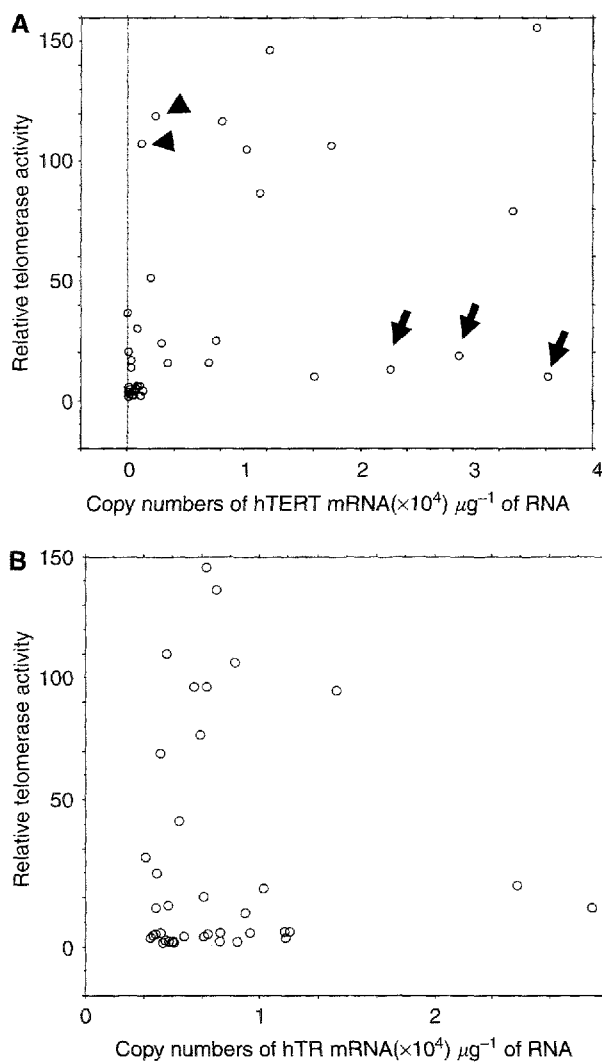 A
150
100
50
0
Relative telomerase activity
0 1 2 3 4
Copy numbers of hTERT mRNA(×10⁴) μg⁻¹ of RNA
B
150
100
50
0
Relative telomerase activity
0 1 2
Copy numbers of hTR mRNA(×10⁴) μg⁻¹ of RNA